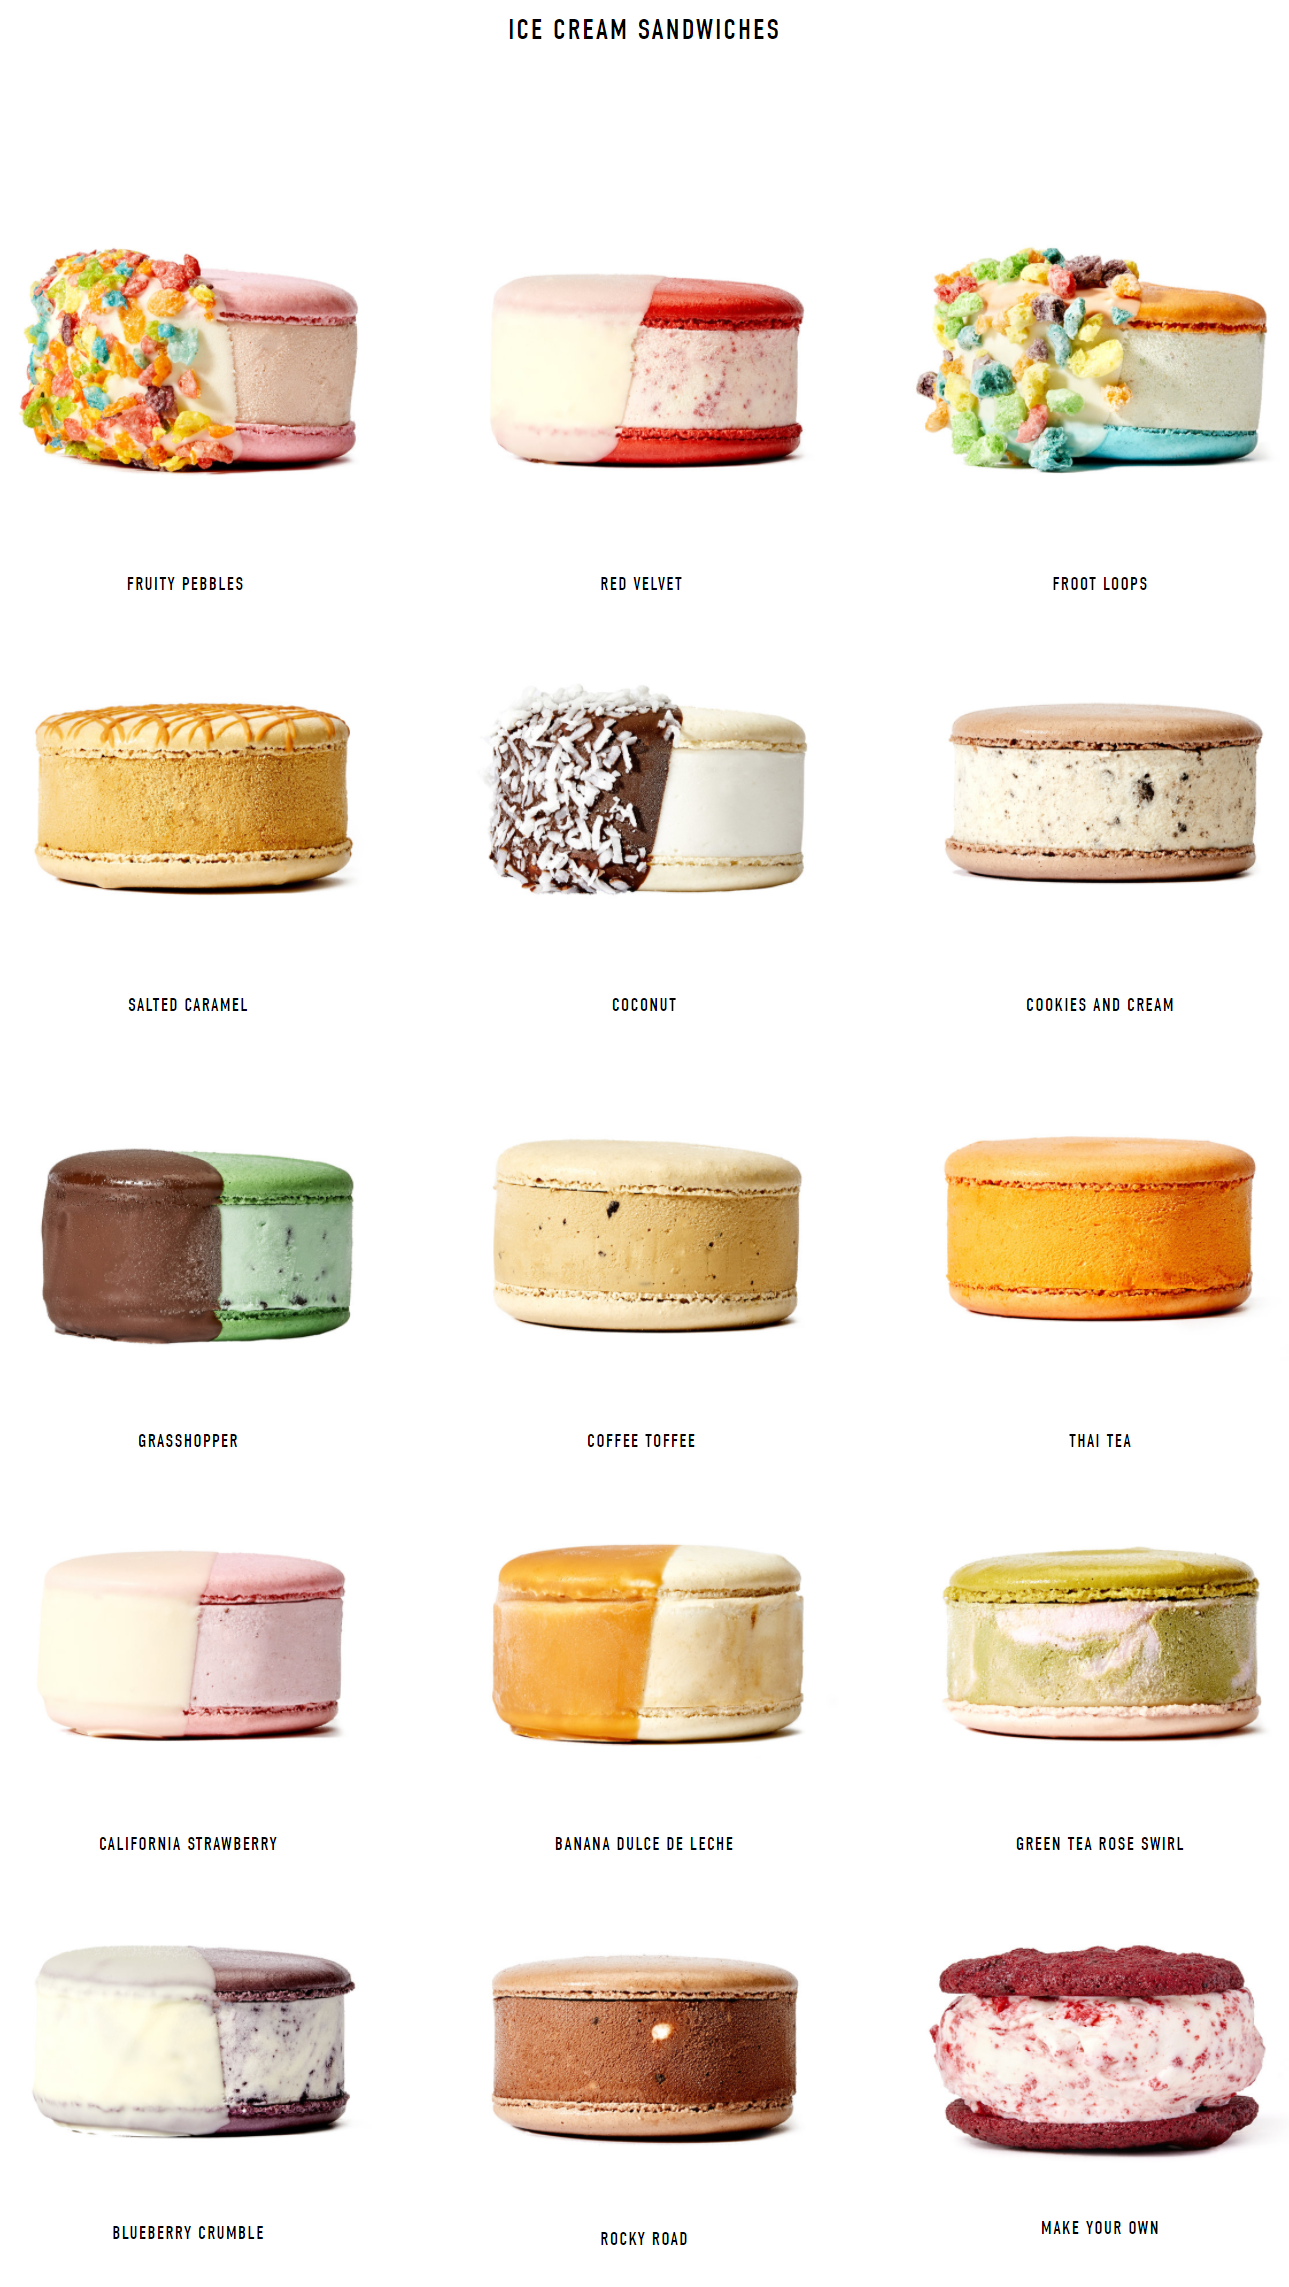 ICE CREAM SANDWICHES
FRUITY PEBBLES
RED VELVET
FROOT LOOPS
SALTED CARAMEL
COCONUT
COOKIES AND CREAM
GRASSHOPPER
COFFEE TOFFEE
THAI TEA
CALIFORNIA STRAWBERRY
BANANA DULCE DE LECHE
GREEN TEA ROSE SWIRL
BLUEBERRY CRUMBLE
ROCKY ROAD
MAKE YOUR OWN